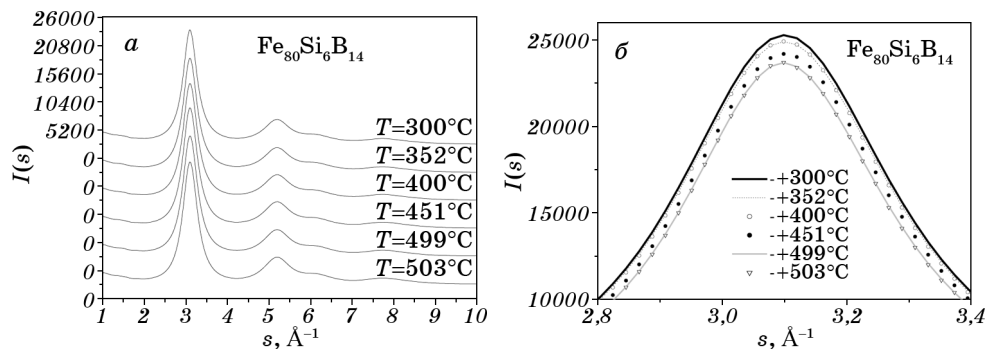 26000
20800
15600
10400
5200
0
0
0
0
0
0
I(s)
а
Fe₈₀Si₆B₁₄
T=300°C
T=352°C
T=400°C
T=451°C
T=499°C
T=503°C
1 2 3 4 5 6 7 8 9 10
s, Å⁻¹
25000
20000
15000
10000
I(s)
б
Fe₈₀Si₆B₁₄
-+300°C
-+352°C
-+400°C
-+451°C
-+499°C
-+503°C
2,8 3,0 3,2 3,4
s, Å⁻¹